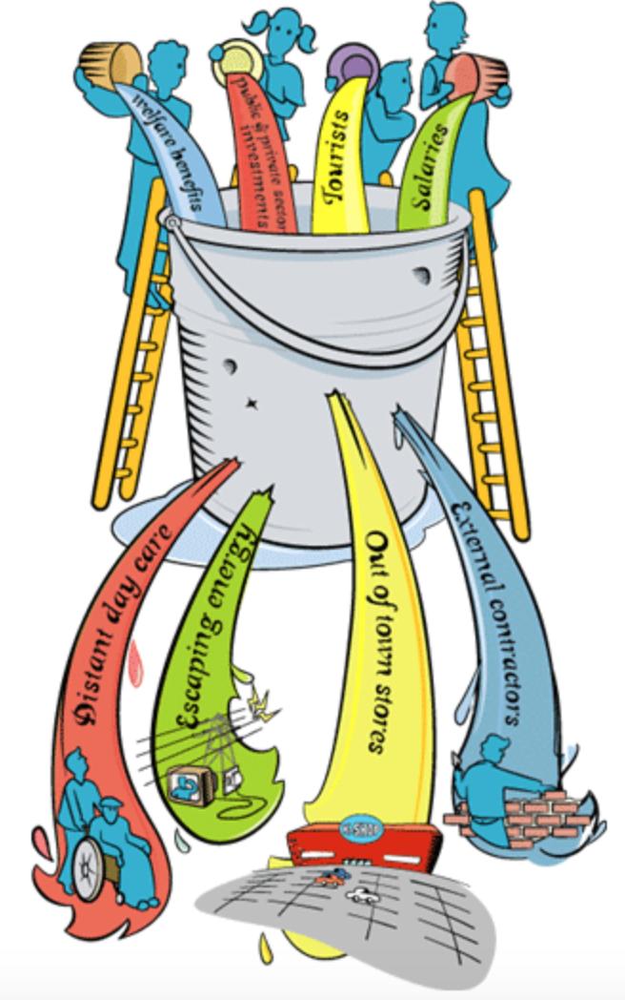 welfare benefits
public & private sector
investments
Tourists
Salaries
Distant day care
Escaping energy
Out of town stores
External contractors